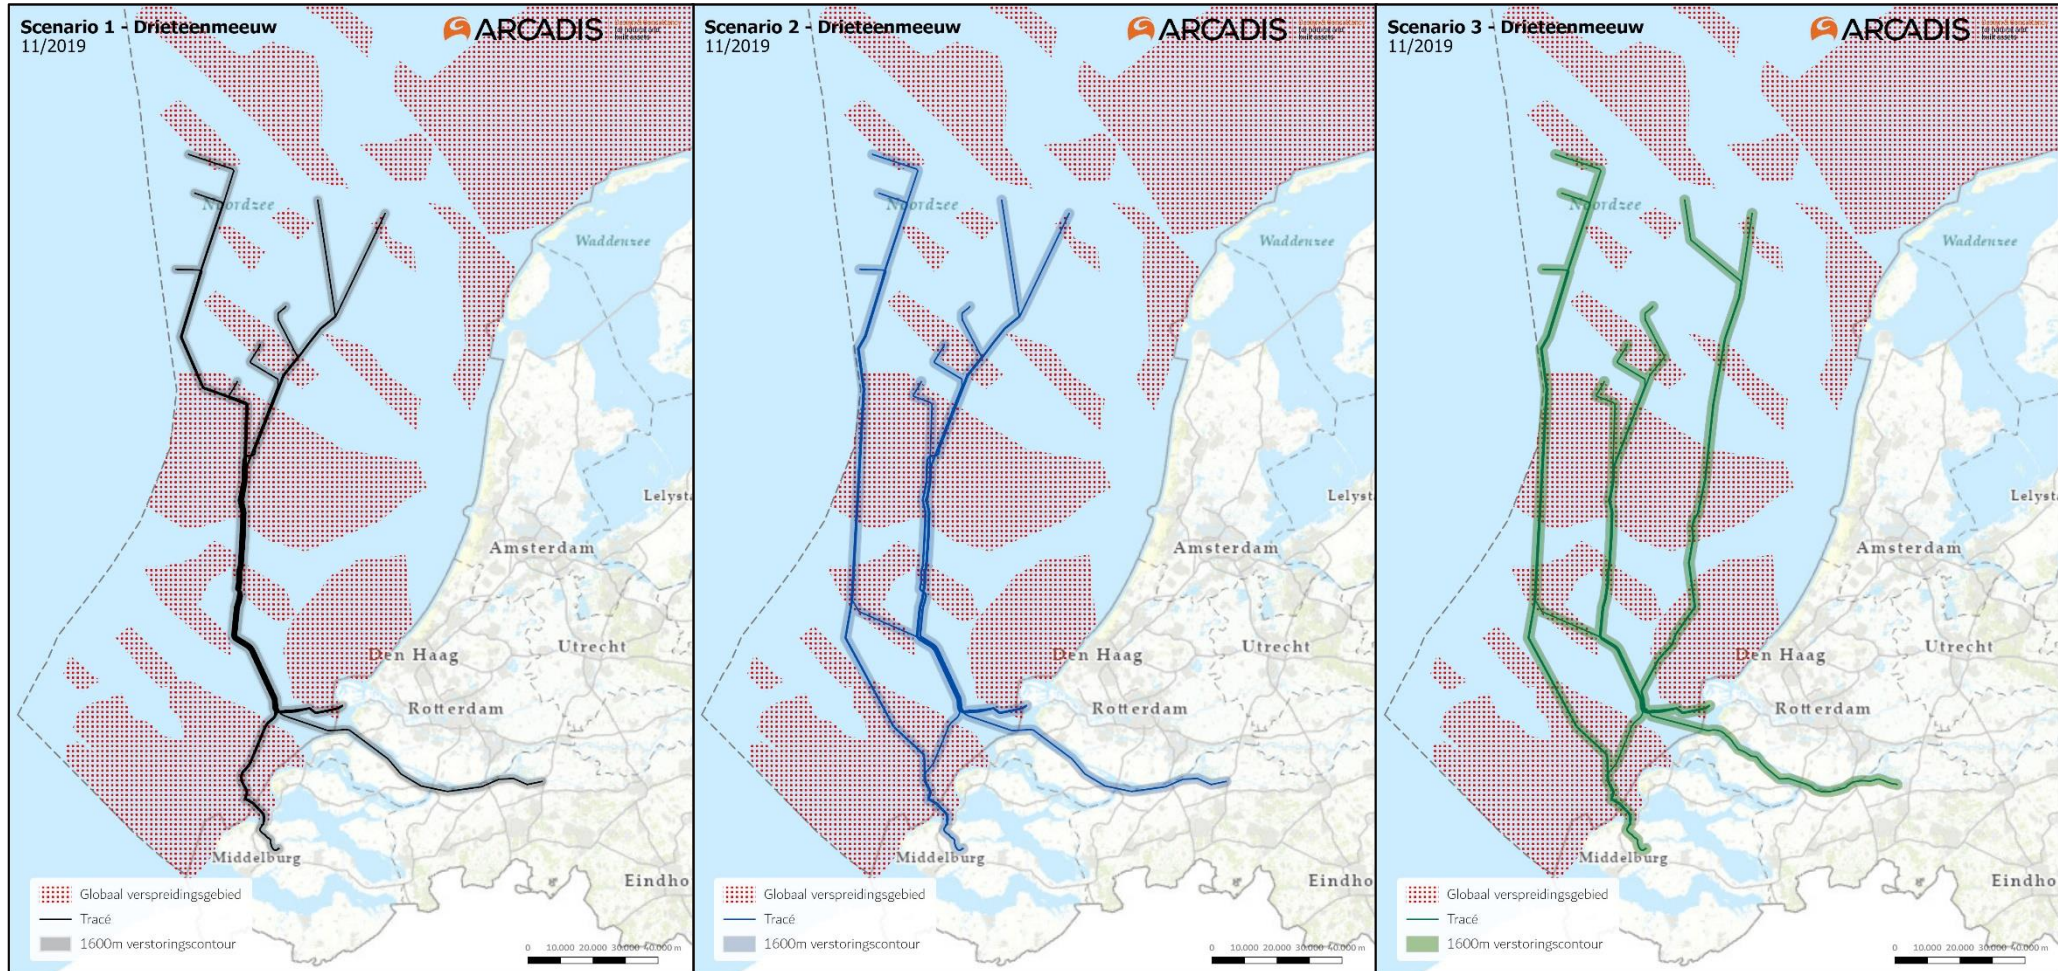 Scenario 1 - Drieteenmeeuw
11/2019
ARCADIS
Noordzee
Waddenzee
Amsterdam
Lelyst
Den Haag
Utrecht
Rotterdam
Middelburg
Eindho
Globaal verspreidingsgebied
Tracé
1600m verstoringscontour
0 10.000 20.000 30.000 40.000 m
Scenario 2 - Drieteenmeeuw
11/2019
ARCADIS
Noordzee
Waddenzee
Amsterdam
Lelyst
Den Haag
Utrecht
Rotterdam
Middelburg
Eindho
Globaal verspreidingsgebied
Tracé
1600m verstoringscontour
0 10.000 20.000 30.000 40.000 m
Scenario 3 - Drieteenmeeuw
11/2019
ARCADIS
Noordzee
Waddenzee
Amsterdam
Lelyst
Den Haag
Utrecht
Rotterdam
Middelburg
Eindho
Globaal verspreidingsgebied
Tracé
1600m verstoringscontour
0 10.000 20.000 30.000 40.000 m